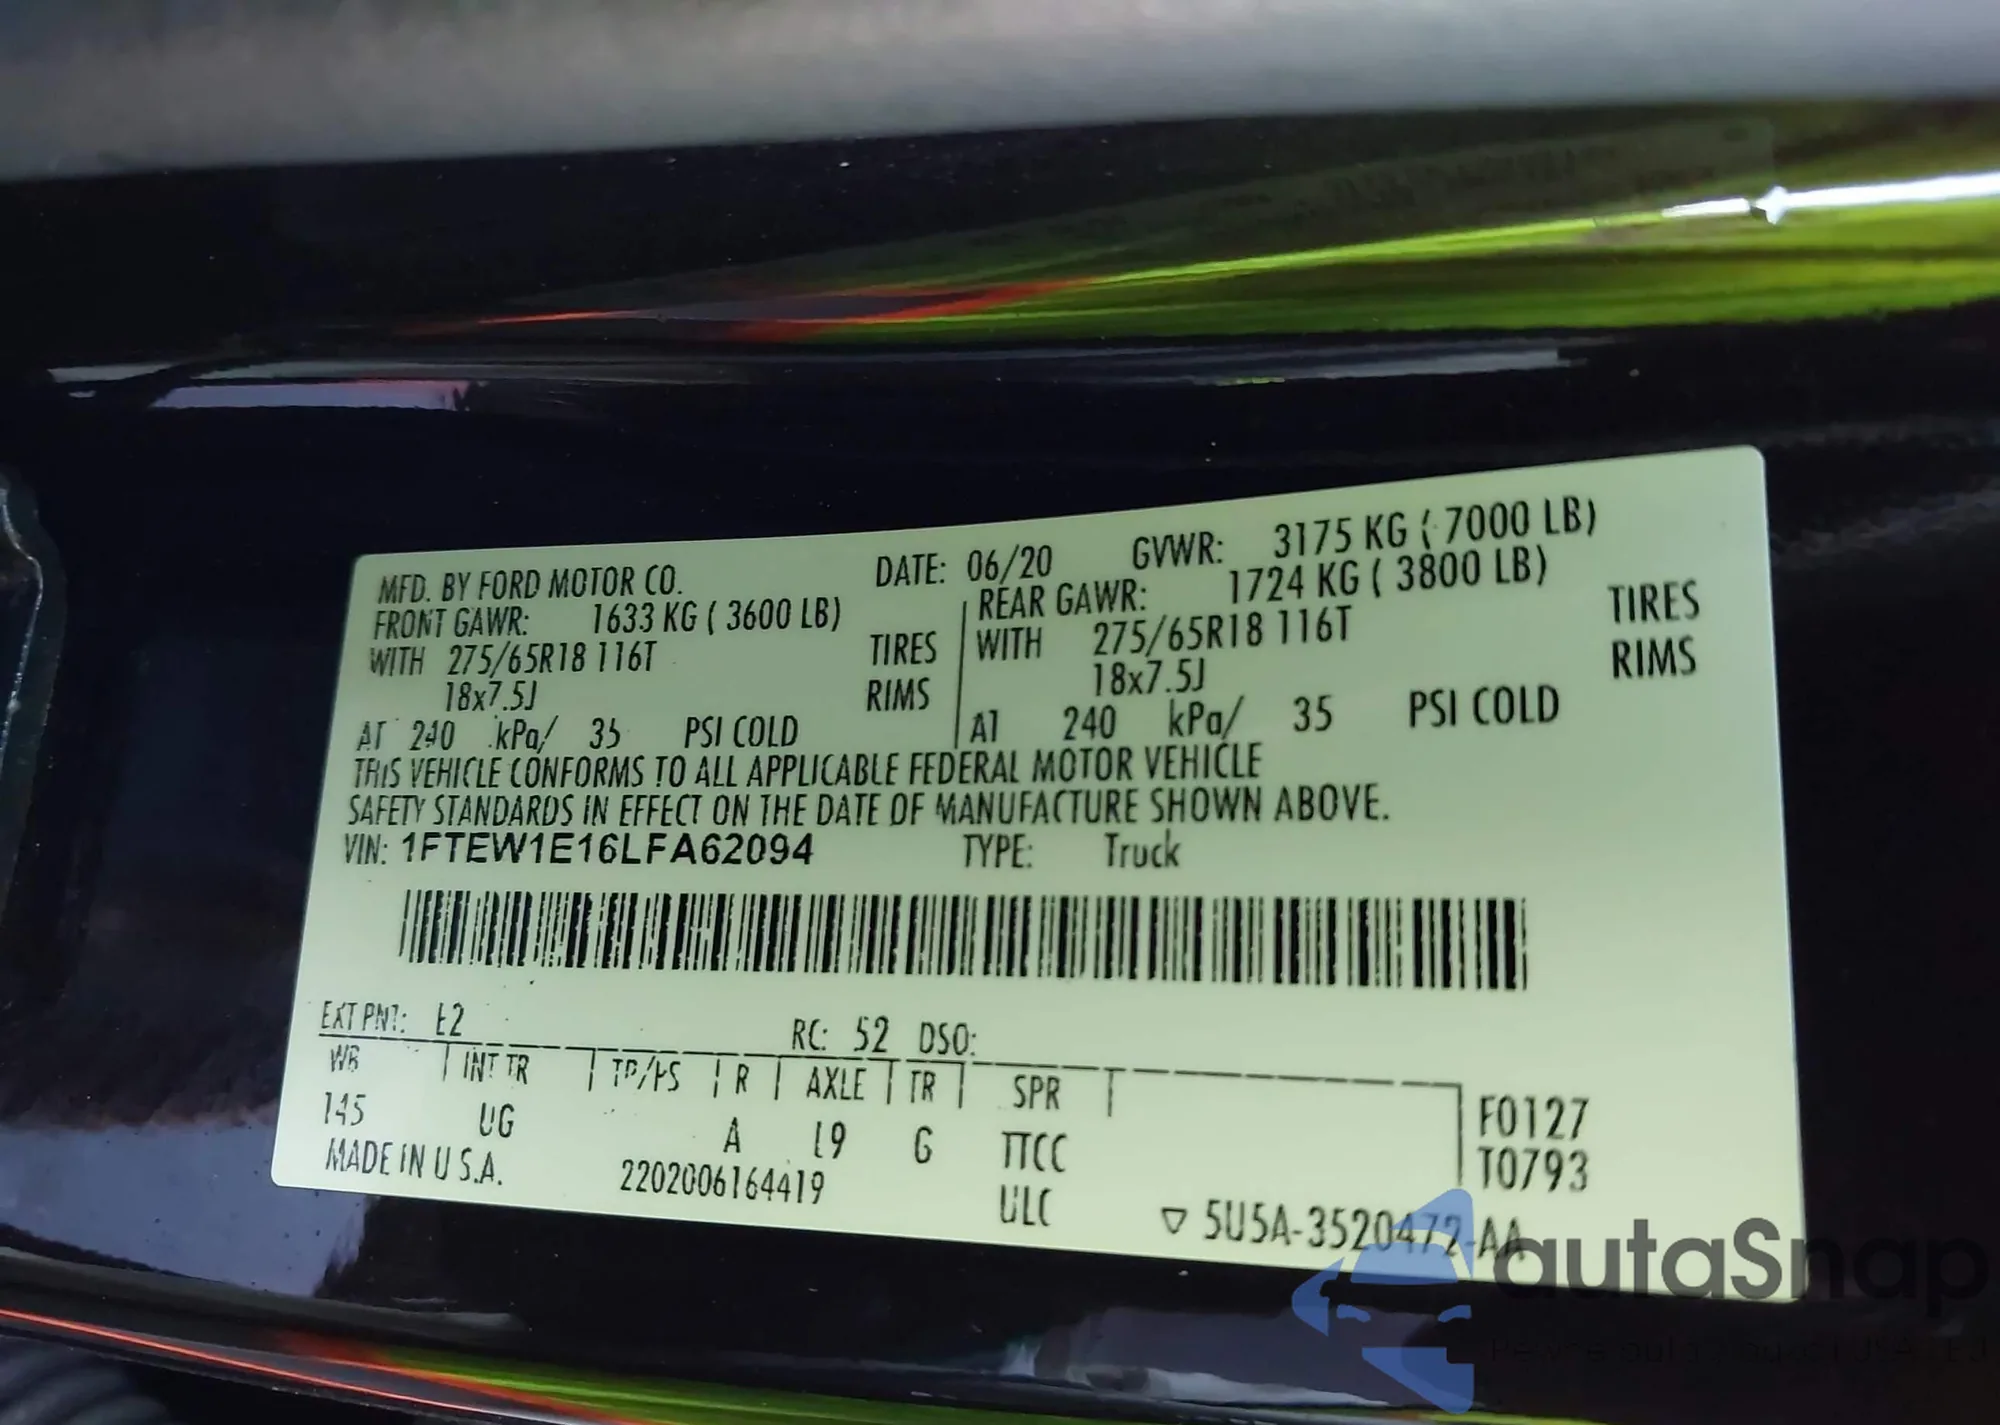 MFD. BY FORD MOTOR CO. DATE: 06/20 GVWR: 3175 KG ( 7000 LB)
FRONT GAWR: 1633 KG ( 3600 LB) REAR GAWR: 1724 KG ( 3800 LB)
WITH 275/65R18 116T TIRES WITH 275/65R18 116T TIRES
18x7.5J RIMS 18x7.5J RIMS
AT 240 kPa/ 35 PSI COLD AT 240 kPa/ 35 PSI COLD
THIS VEHICLE CONFORMS TO ALL APPLICABLE FEDERAL MOTOR VEHICLE
SAFETY STANDARDS IN EFFECT ON THE DATE OF MANUFACTURE SHOWN ABOVE.
VIN: 1FTEW1E16LFA62094 TYPE: Truck
EXT PNT: E2 RC: 52 DSO:
WB INT TR TP/PS R AXLE TR SPR
145 UG A L9 G TTCC F0127
MADE IN U.S.A. 2202006164419 ULC T0793
▽ 5U5A-3520472-AA
autaSnap